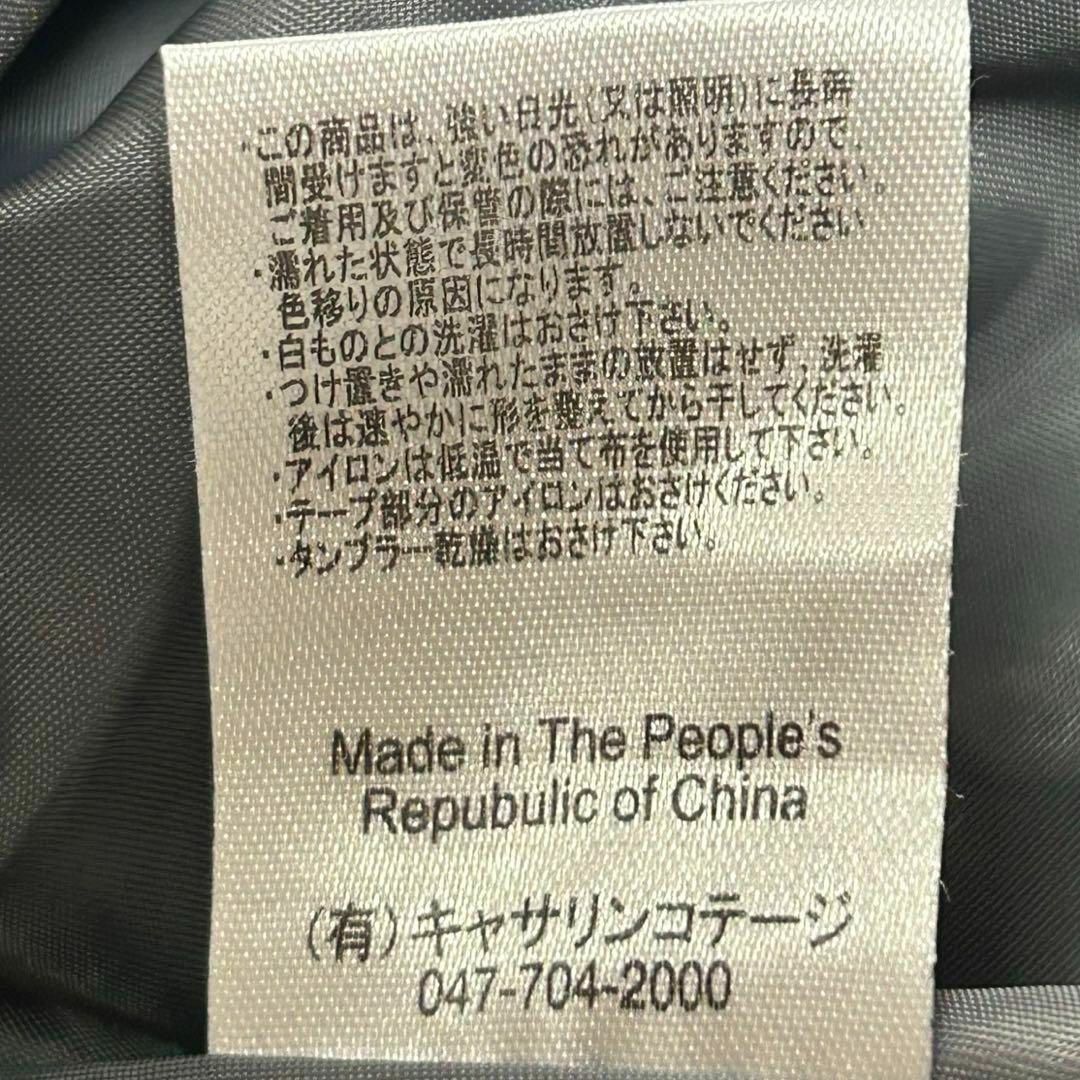 ・この商品は、強い日光(又は照明)に長時
間受けますと変色の恐れがありますので、
ご着用及び保管の際には、ご注意ください。
・濡れた状態で長時間放置しないでください
色移りの原因になります。
・白ものとの洗濯はおさけ下さい。
・つけ置きや濡れたままの放置はせず、洗濯
後は速やかに形を整えてから干してください。
・アイロンは低温で当て布を使用して下さい。
・テープ部分のアイロンはおさけください。
・タンブラー乾燥はおさけ下さい。
Made in The People's
Repubulic of China
(有)キャサリンコテージ
047-704-2000